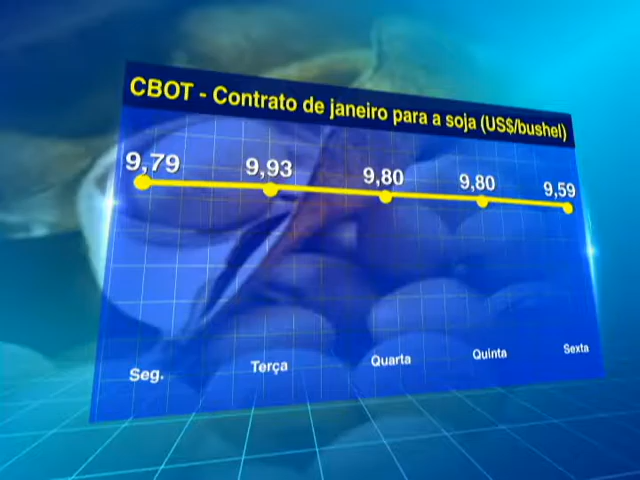 CBOT - Contrato de janeiro para a soja (US$/bushel)
9,79 9,93 9,80 9,80 9,59
Seg. Terça Quarta Quinta Sexta